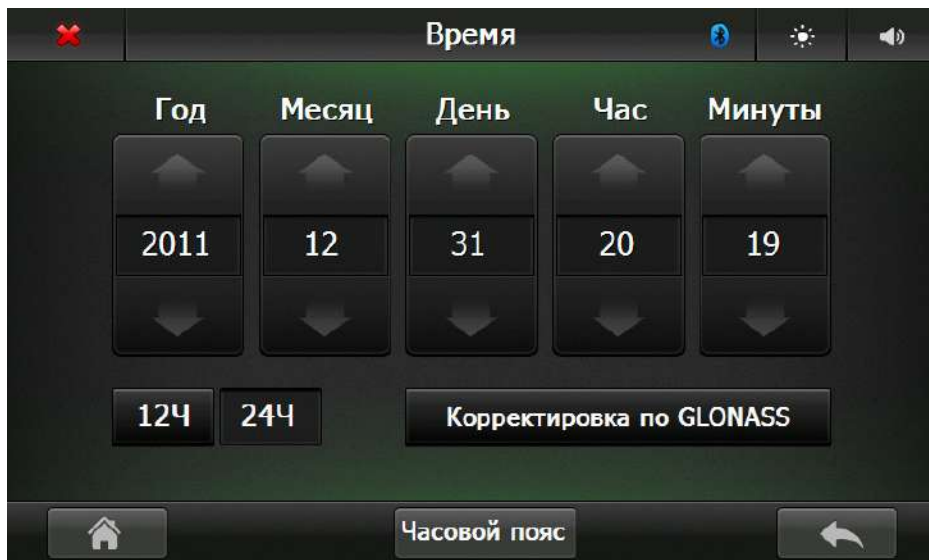 Время
Год Месяц День Час Минуты
2011 12 31 20 19
12Ч 24Ч Корректировка по GLONASS
Часовой пояс